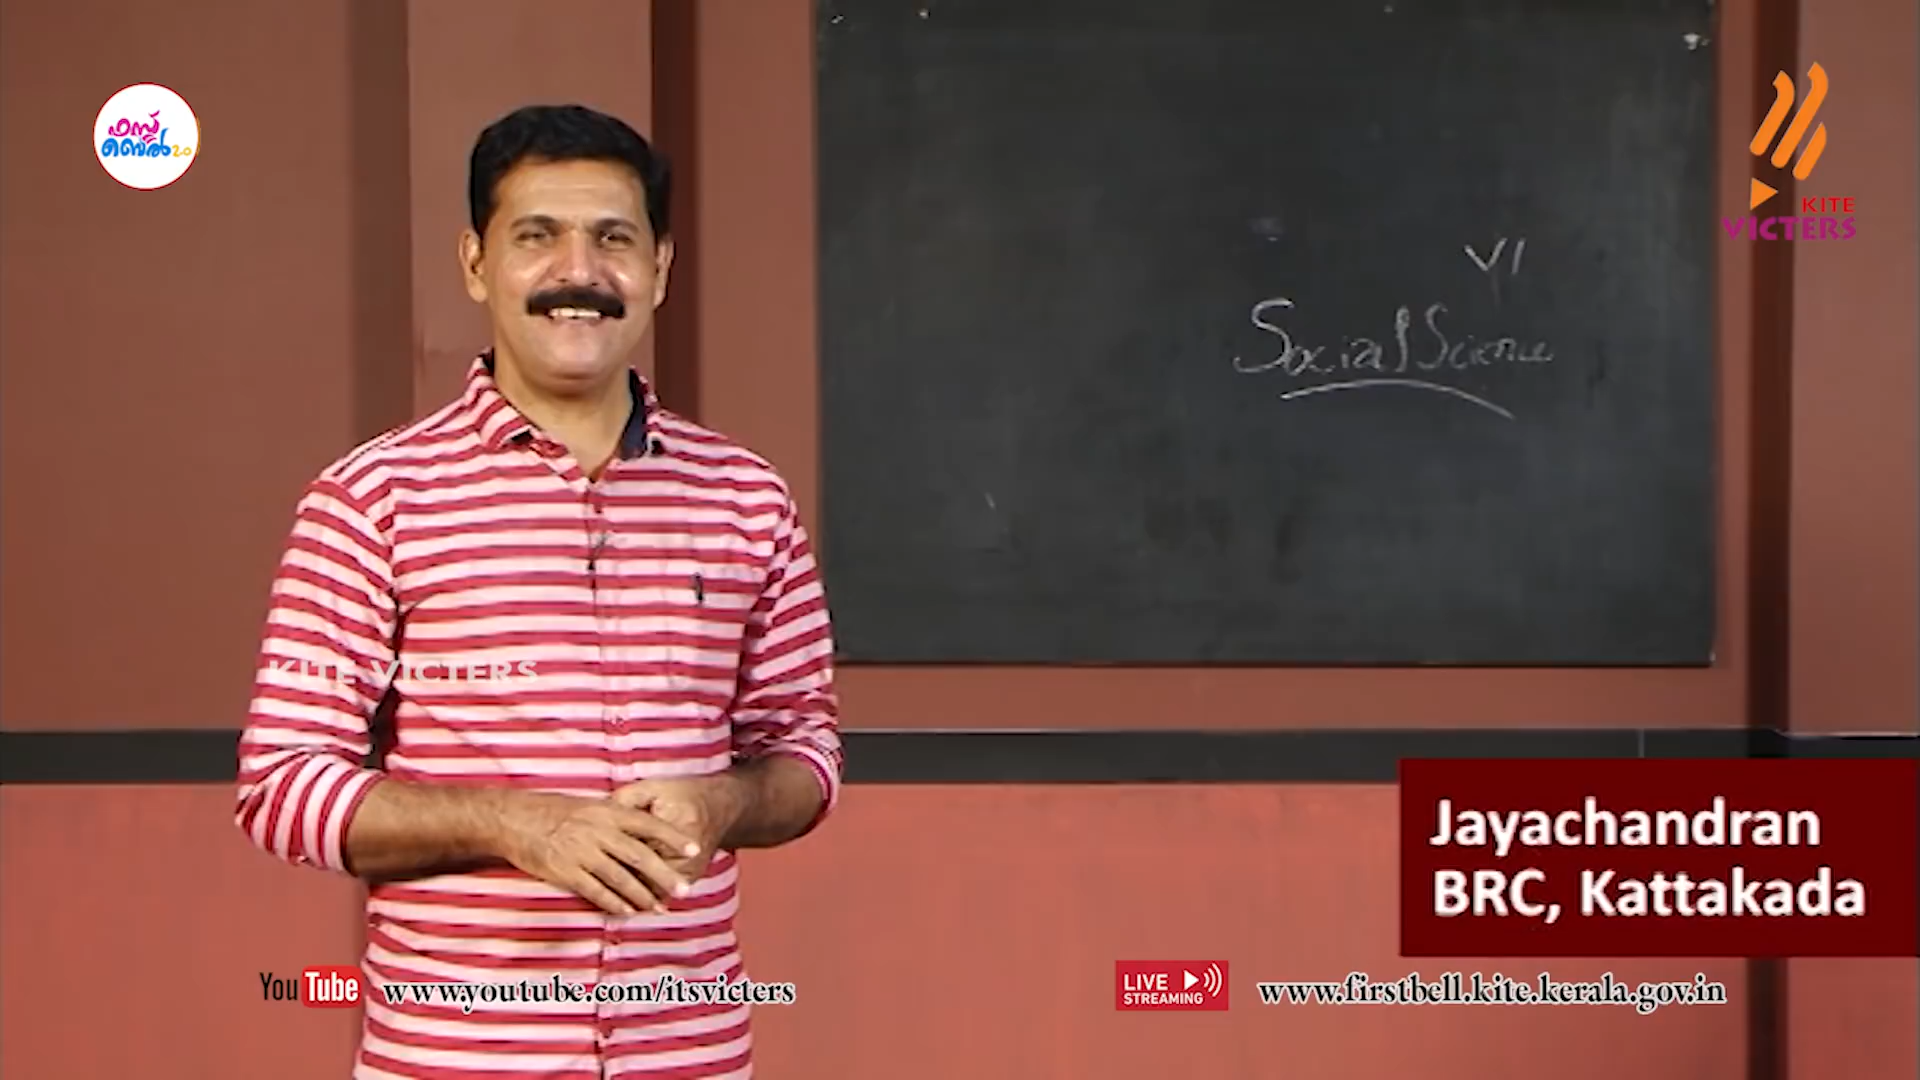 ഫസ്റ്റ്
ബെൽ 2.0
KITE
VICTERS
VI
Social Science
KITE VICTERS
Jayachandran
BRC, Kattakada
YouTube www.youtube.com/itsvicters
LIVE
STREAMING
www.firstbell.kite.kerala.gov.in